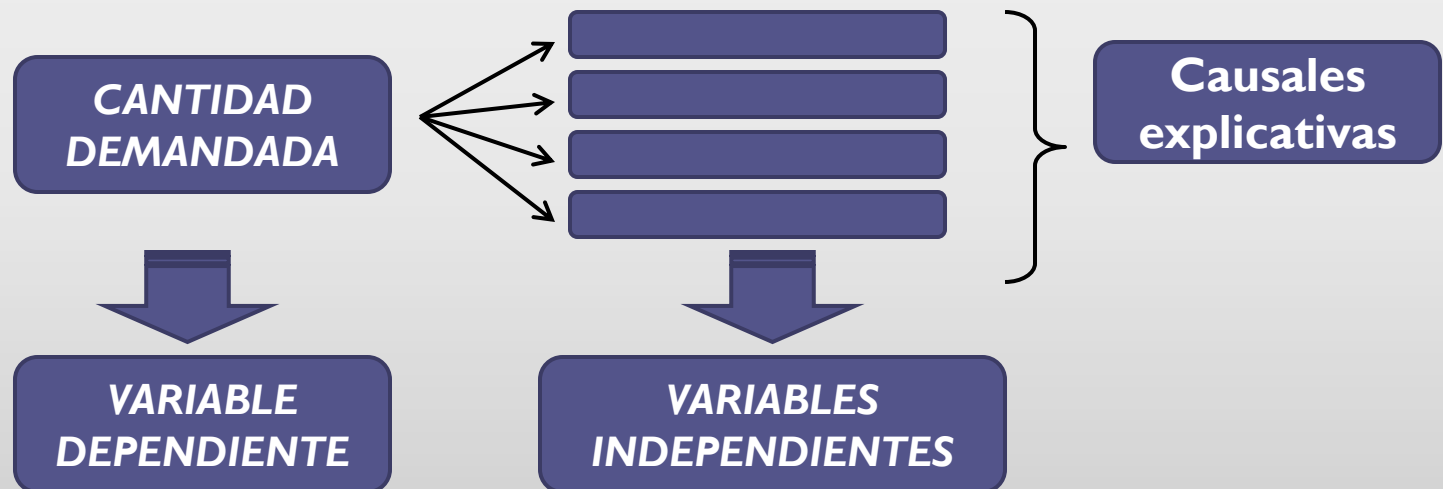 CANTIDAD
DEMANDADA
Causales
explicativas
VARIABLE
DEPENDIENTE
VARIABLES
INDEPENDIENTES